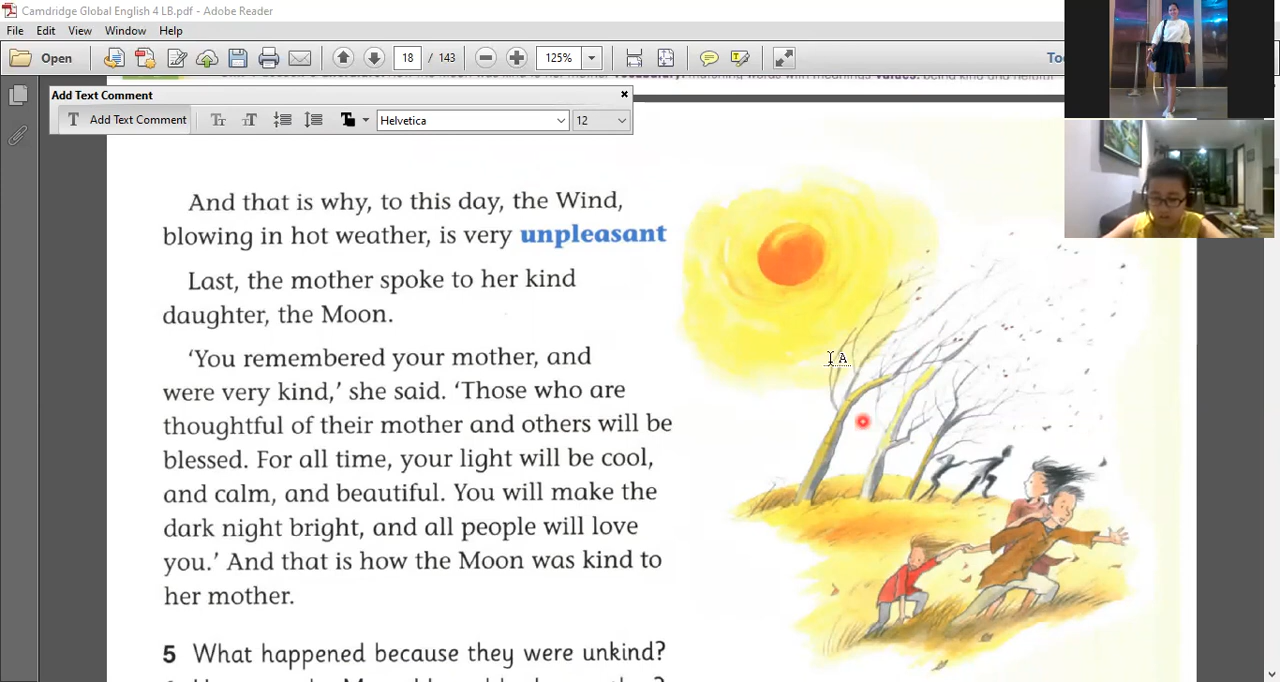 Camdridge Global English 4 LB.pdf - Adobe Reader
File Edit View Window Help
Open 18 / 143 125%
Add Text Comment
Add Text Comment Helvetica 12
And that is why, to this day, the Wind,
blowing in hot weather, is very unpleasant
Last, the mother spoke to her kind
daughter, the Moon.
‘You remembered your mother, and
were very kind,’ she said. ‘Those who are
thoughtful of their mother and others will be
blessed. For all time, your light will be cool,
and calm, and beautiful. You will make the
dark night bright, and all people will love
you.’ And that is how the Moon was kind to
her mother.
5 What happened because they were unkind?